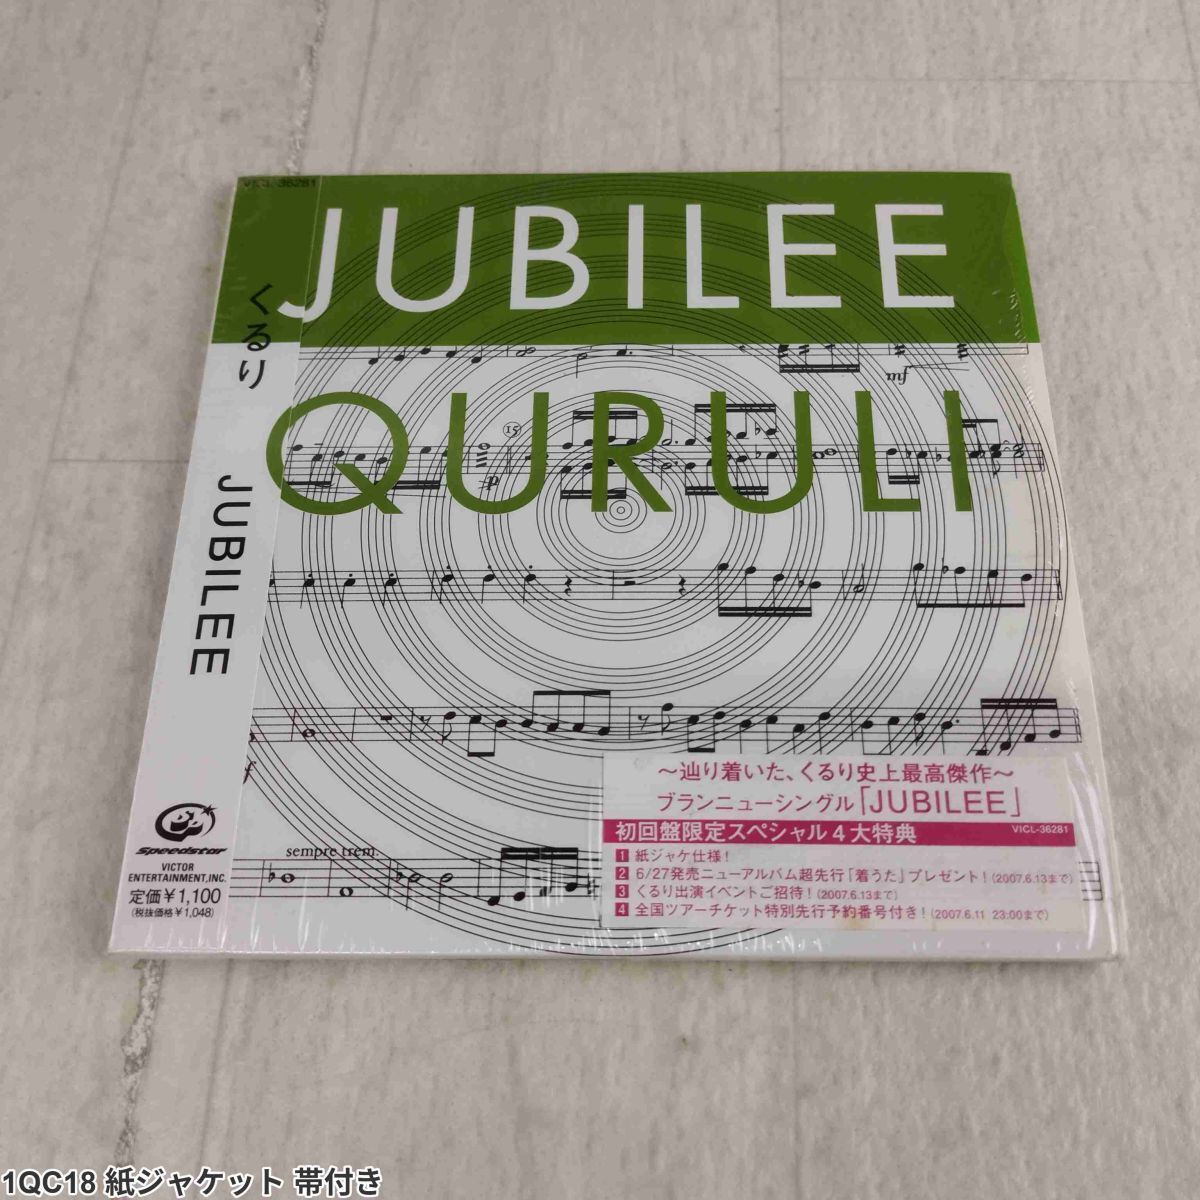 VICL-36281
JUBILEE
QURULI
くるり
JUBILEE
15
mf
p
sempre trem.
Speedstar
VICTOR
ENTERTAINMENT,INC.
定価¥1,100
(税抜価格¥1,048)
～辿り着いた、くるり史上最高傑作～
ブランニューシングル「JUBILEE」
初回盤限定スペシャル4大特典 VICL-36281
1 紙ジャケ仕様!
2 6/27発売ニューアルバム超先行「着うた」プレゼント!(2007.6.13まで)
3 くるり出演イベントご招待!(2007.6.13まで)
4 全国ツアーチケット特別先行予約番号付き!(2007.6.11 23:00まで)
1QC18 紙ジャケット 帯付き